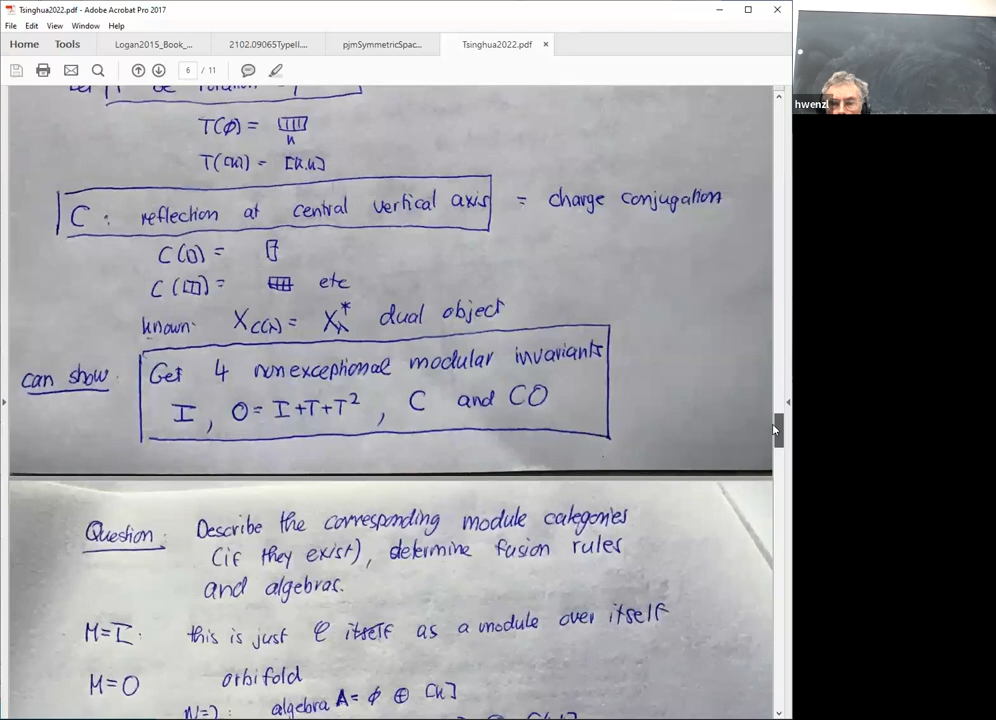 Tsinghua2022.pdf - Adobe Acrobat Pro 2017
File Edit View Window Help
Home Tools Logan2015_Book_... 2102.09065TypeII.... pjmSymmetricSpac... Tsinghua2022.pdf ×
6 / 11
hwenzl
T(ϕ) =
n
C : reflection at central vertical axis = charge conjugation
C(□) =
etc
known: X_{C(λ)} = X_λ^* dual object
can show: Get 4 nonexceptional modular invariants
I, O = I+T+T², C and CO
Question: Describe the corresponding module categories
(if they exist), determine fusion rules
and algebras.
M=I: this is just 𝒞 itself as a module over itself
M=O orbifold
N=2: algebra A = ϕ ⊕ [k]